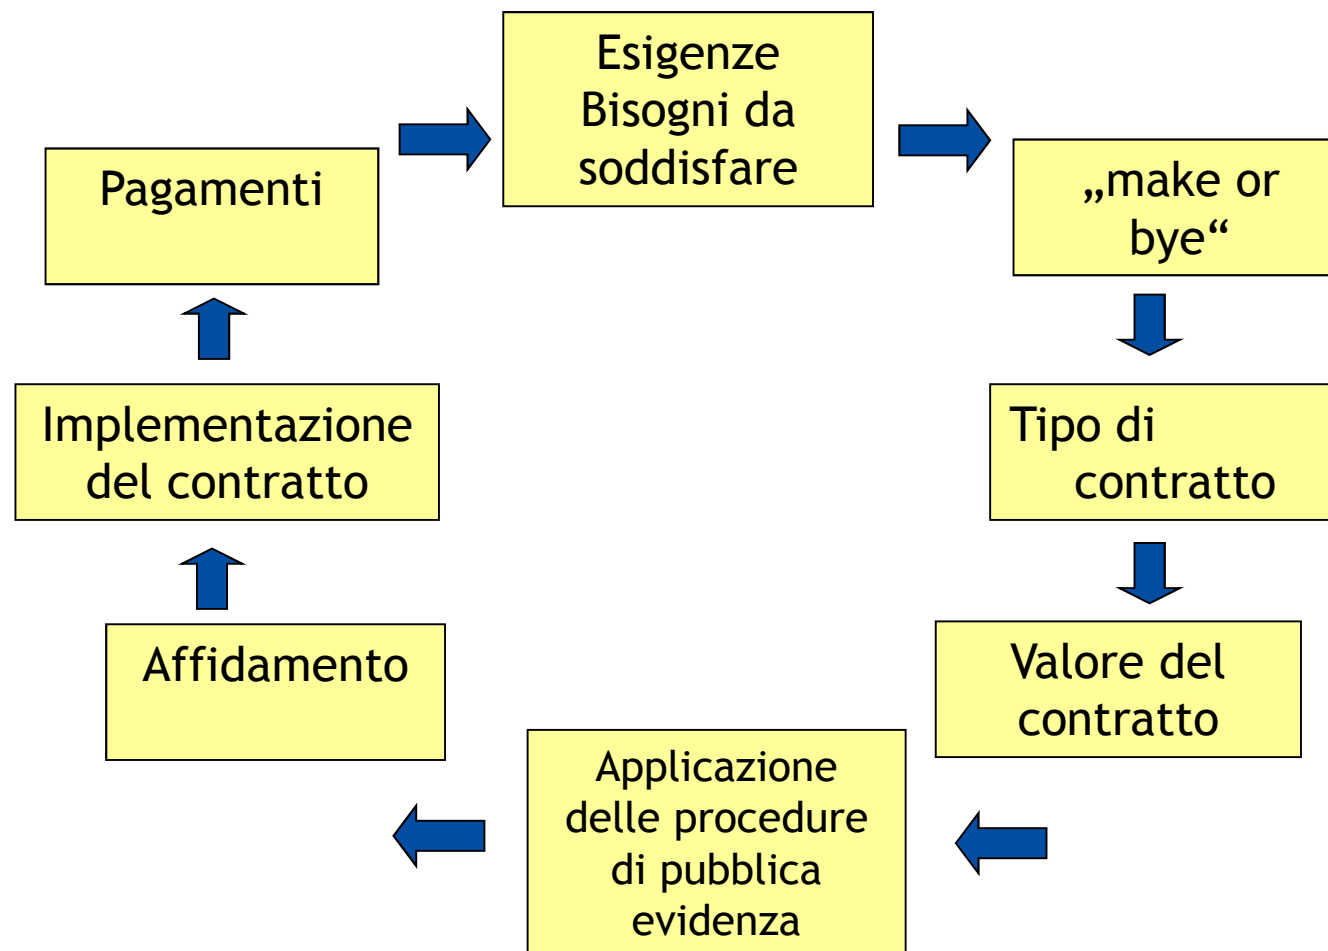 Esigenze
Bisogni da
soddisfare
„make or
bye“
Tipo di
contratto
Valore del
contratto
Applicazione
delle procedure
di pubblica
evidenza
Affidamento
Implementazione
del contratto
Pagamenti